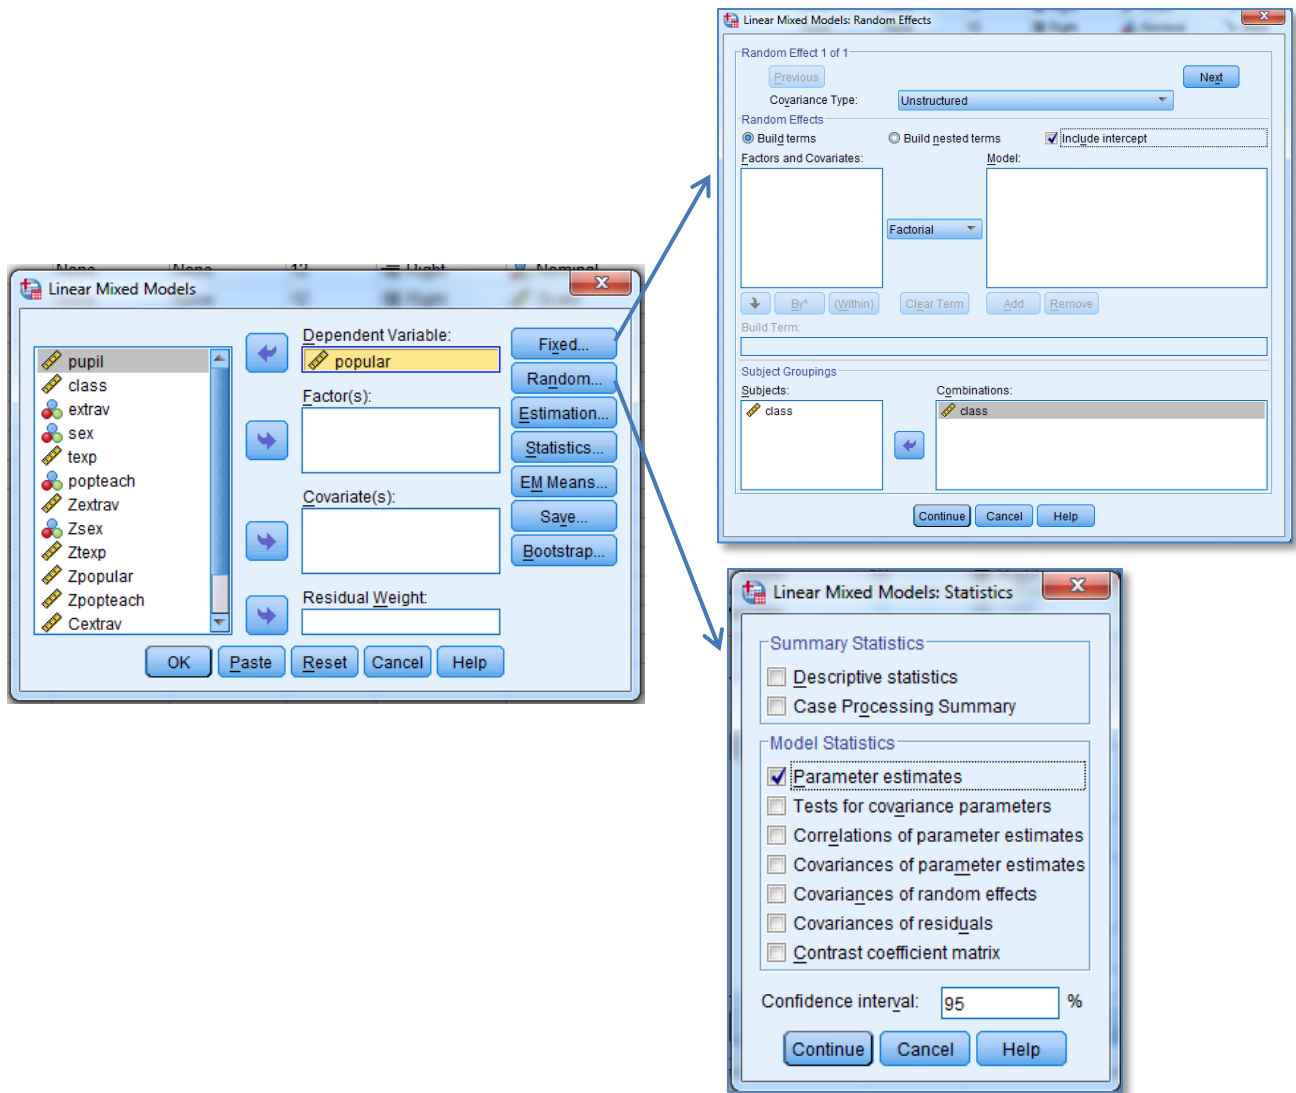 Linear Mixed Models: Random Effects
Random Effect 1 of 1
Previous
Next
Covariance Type:
Unstructured
Random Effects
Build terms
Build nested terms
Include intercept
Factors and Covariates:
Model:
Factorial
By*
(Within)
Clear Term
Add
Remove
Build Term:
Subject Groupings
Subjects:
Combinations:
class
class
Continue
Cancel
Help
None
None
12
Right
Nominal
Linear Mixed Models
pupil
class
extrav
sex
texp
popteach
Zextrav
Zsex
Ztexp
Zpopular
Zpopteach
Cextrav
Dependent Variable:
popular
Factor(s):
Covariate(s):
Residual Weight:
Fixed...
Random...
Estimation...
Statistics...
EM Means...
Save...
Bootstrap...
OK
Paste
Reset
Cancel
Help
Linear Mixed Models: Statistics
Summary Statistics
Descriptive statistics
Case Processing Summary
Model Statistics
Parameter estimates
Tests for covariance parameters
Correlations of parameter estimates
Covariances of parameter estimates
Covariances of random effects
Covariances of residuals
Contrast coefficient matrix
Confidence interval:
95
%
Continue
Cancel
Help